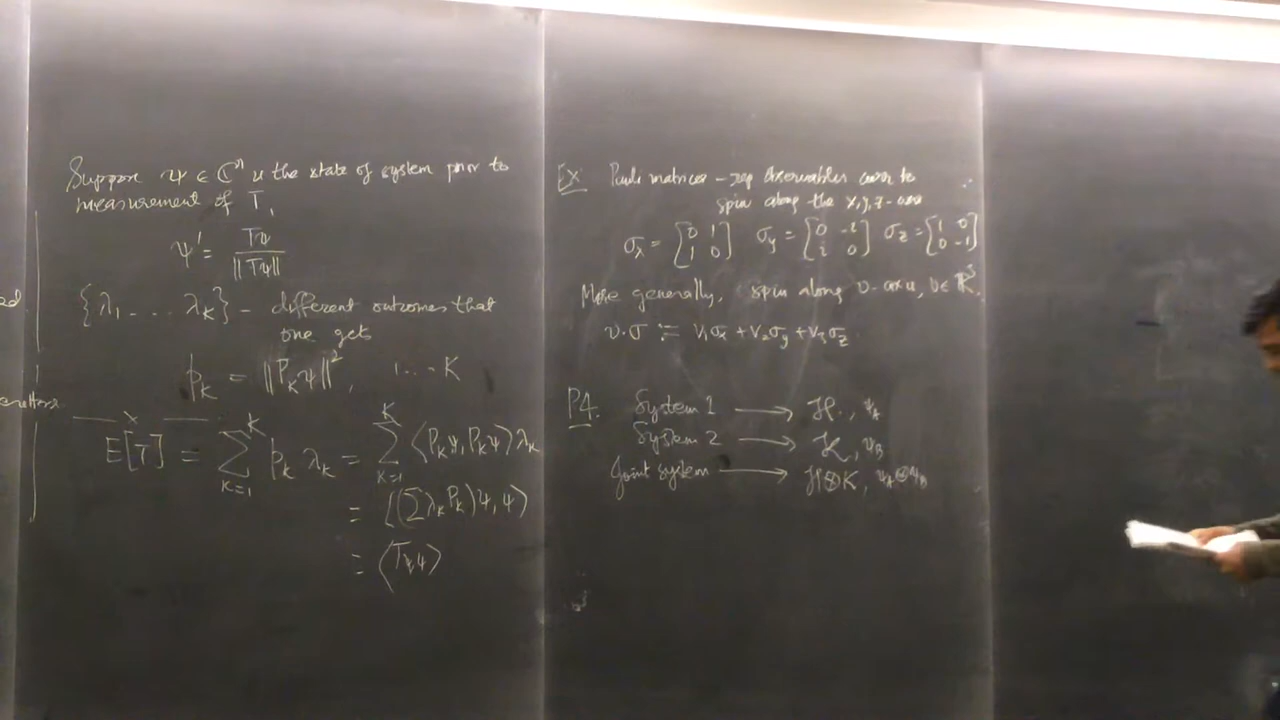 Suppose ψ ∈ ℂⁿ is the state of system prior to
measurement of T,
ψ' = Tψ / ||Tψ||
{λ₁ ... λ_K} - different outcomes that
one gets
p_k = ||P_k ψ||², 1 ... K
E[T] = Σ_{k=1}^{K} p_k λ_k = Σ_{k=1}^{K} ⟨P_k ψ, P_k ψ⟩ λ_k
= ⟨(Σ λ_k P_k) ψ, ψ⟩
= ⟨Tψ, ψ⟩
Ex: Pauli matrices - rep observables corr to
spin along the x, y, z-axis
σ_x = [0 1; 1 0] σ_y = [0 -i; i 0] σ_z = [1 0; 0 -1]
More generally, spin along v-axis, v ∈ ℝ³.
v·σ := v₁σ_x + v₂σ_y + v₃σ_z
P4. System 1 → H, ψ_A
System 2 → K, ψ_B
Joint system → H⊗K, ψ_A⊗ψ_B